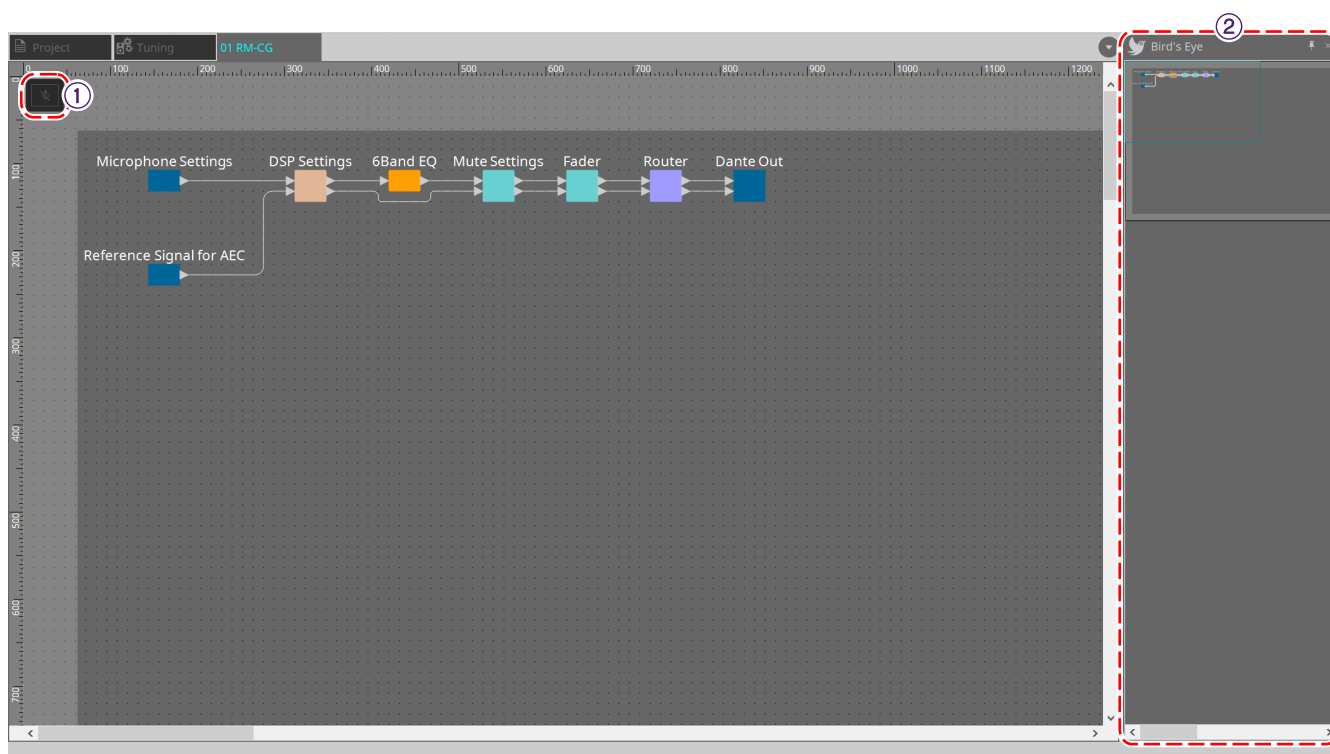 ②
Project Tuning 01 RM-CG Bird's Eye
0 100 200 300 400 500 600 700 800 900 1000 1100 1200
0
①
Microphone Settings DSP Settings 6Band EQ Mute Settings Fader Router Dante Out
100
Reference Signal for AEC
200
300
400
500
600
700